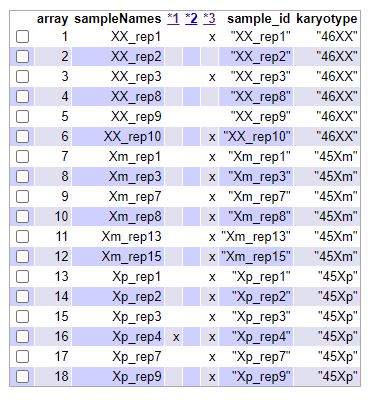 array sampleNames *1 *2 *3 sample_id karyotype
1 XX_rep1 x "XX_rep1" "46XX"
2 XX_rep2 "XX_rep2" "46XX"
3 XX_rep3 x "XX_rep3" "46XX"
4 XX_rep8 "XX_rep8" "46XX"
5 XX_rep9 "XX_rep9" "46XX"
6 XX_rep10 x "XX_rep10" "46XX"
7 Xm_rep1 x "Xm_rep1" "45Xm"
8 Xm_rep3 x "Xm_rep3" "45Xm"
9 Xm_rep7 x "Xm_rep7" "45Xm"
10 Xm_rep8 x "Xm_rep8" "45Xm"
11 Xm_rep13 x "Xm_rep13" "45Xm"
12 Xm_rep15 x "Xm_rep15" "45Xm"
13 Xp_rep1 x "Xp_rep1" "45Xp"
14 Xp_rep2 x "Xp_rep2" "45Xp"
15 Xp_rep3 x "Xp_rep3" "45Xp"
16 Xp_rep4 x x "Xp_rep4" "45Xp"
17 Xp_rep7 x "Xp_rep7" "45Xp"
18 Xp_rep9 x "Xp_rep9" "45Xp"